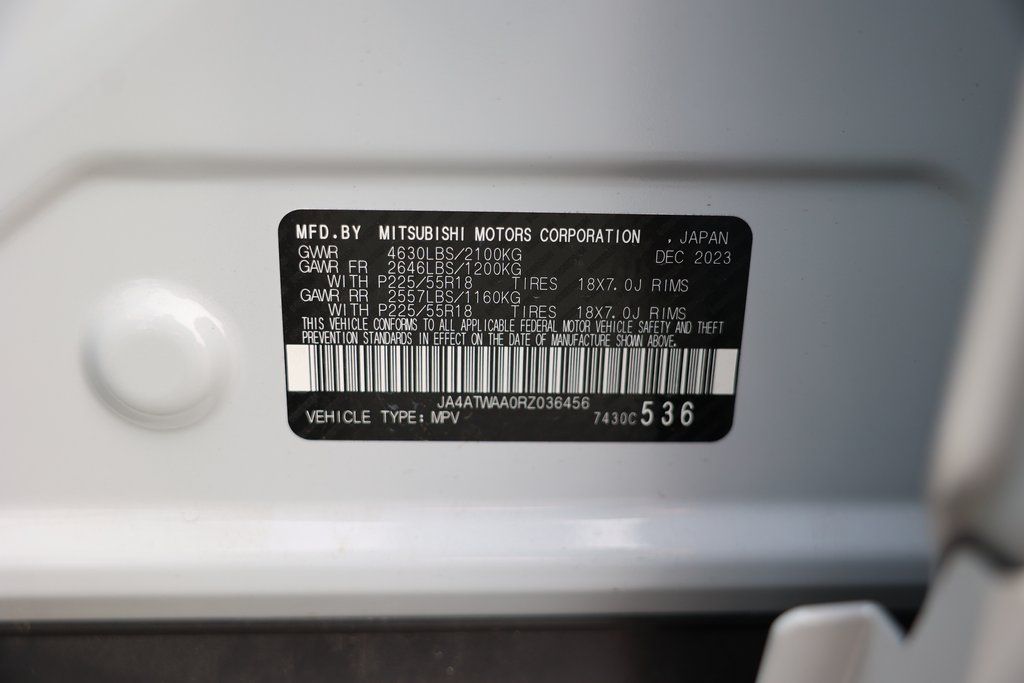 MFD.BY MITSUBISHI MOTORS CORPORATION , JAPAN
GVWR 4630LBS/2100KG DEC 2023
GAWR FR 2646LBS/1200KG
WITH P225/55R18 TIRES 18X7.0J RIMS
GAWR RR 2557LBS/1160KG
WITH P225/55R18 TIRES 18X7.0J RIMS
THIS VEHICLE CONFORMS TO ALL APPLICABLE FEDERAL MOTOR VEHICLE SAFETY AND THEFT
PREVENTION STANDARDS IN EFFECT ON THE DATE OF MANUFACTURE SHOWN ABOVE.
JA4ATWAA0RZ036456
VEHICLE TYPE: MPV 7430C 536